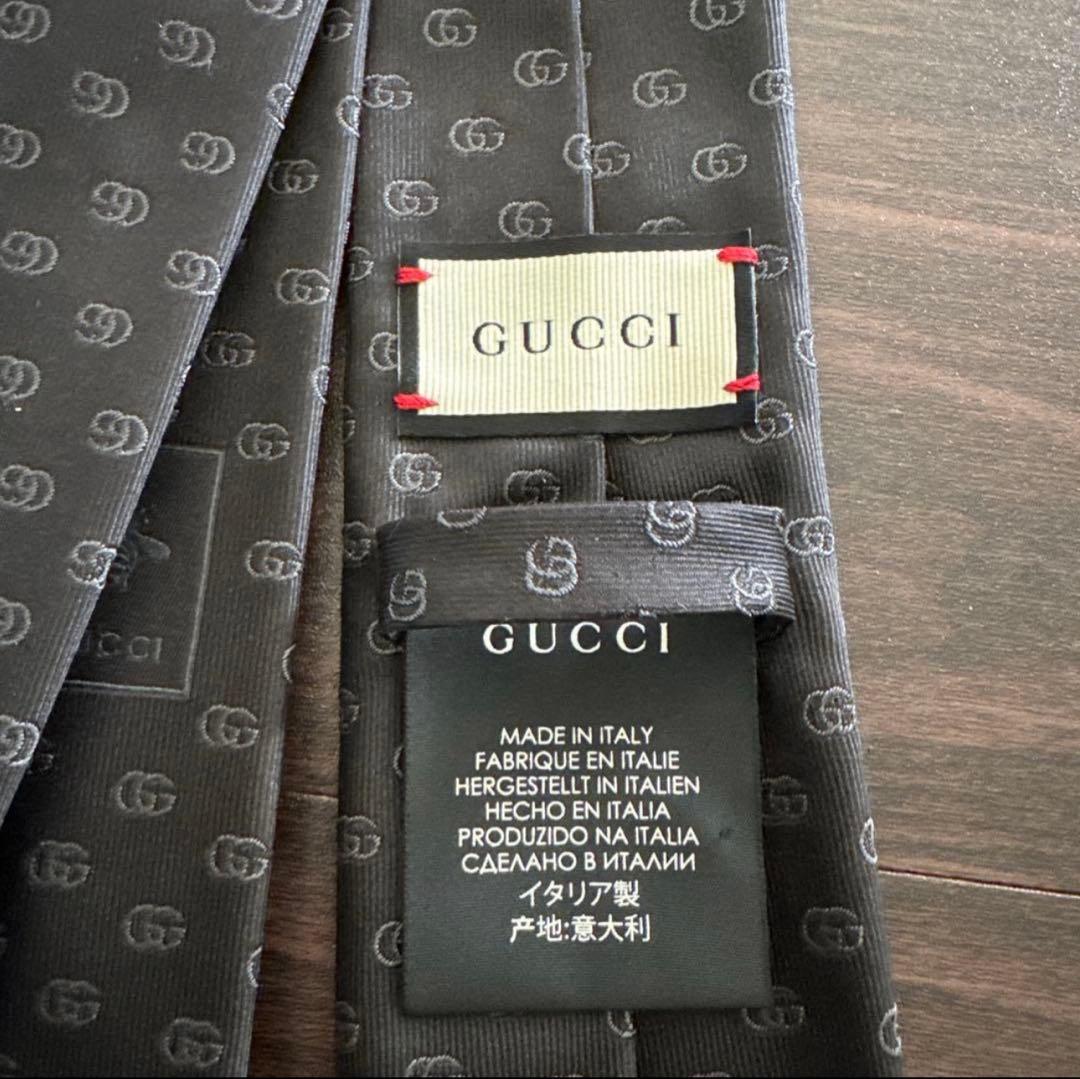 GUCCI
GUCCI
MADE IN ITALY
FABRIQUE EN ITALIE
HERGESTELLT IN ITALIEN
HECHO EN ITALIA
PRODUZIDO NA ITALIA
СДЕЛАНО В ИТАЛИИ
イタリア製
产地:意大利